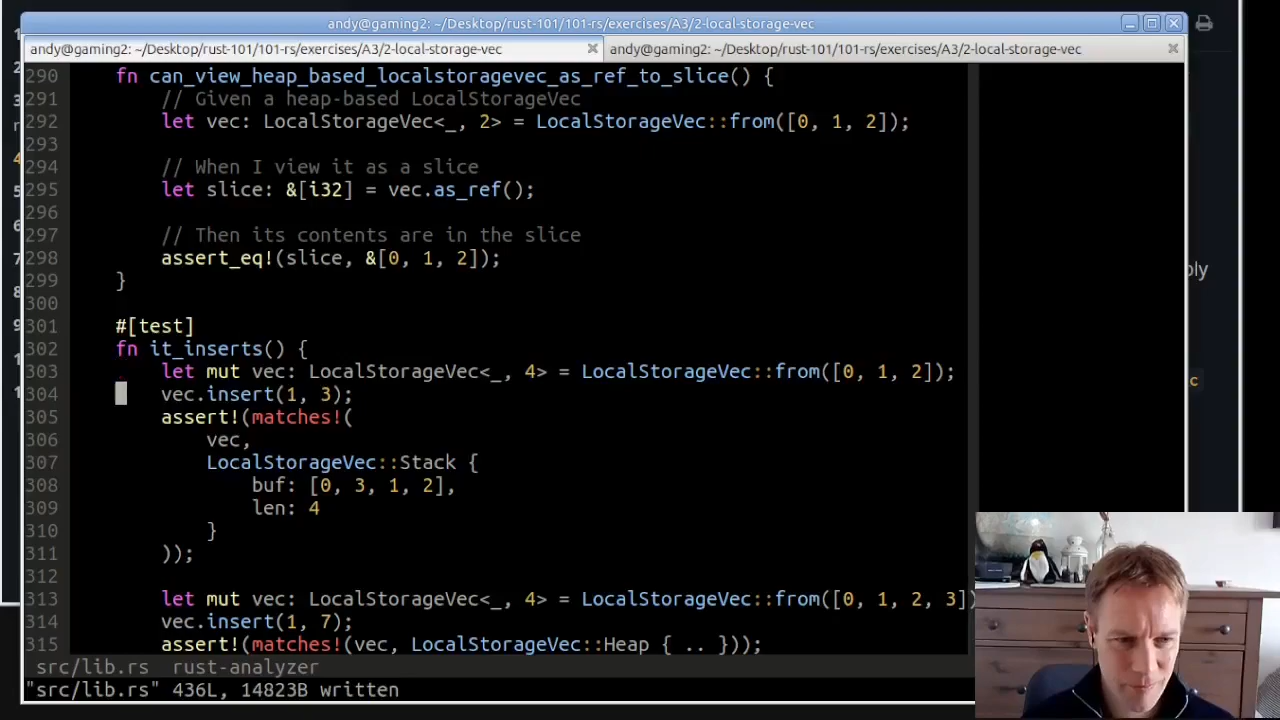 andy@gaming2: ~/Desktop/rust-101/101-rs/exercises/A3/2-local-storage-vec
andy@gaming2: ~/Desktop/rust-101/101-rs/exercises/A3/2-local-storage-vec
andy@gaming2: ~/Desktop/rust-101/101-rs/exercises/A3/2-local-storage-vec
290 fn can_view_heap_based_localstoragevec_as_ref_to_slice() {
291 // Given a heap-based LocalStorageVec
292 let vec: LocalStorageVec<_, 2> = LocalStorageVec::from([0, 1, 2]);
293
294 // When I view it as a slice
295 let slice: &[i32] = vec.as_ref();
296
297 // Then its contents are in the slice
298 assert_eq!(slice, &[0, 1, 2]);
299 }
300
301 #[test]
302 fn it_inserts() {
303 let mut vec: LocalStorageVec<_, 4> = LocalStorageVec::from([0, 1, 2]);
304 vec.insert(1, 3);
305 assert!(matches!(
306 vec,
307 LocalStorageVec::Stack {
308 buf: [0, 3, 1, 2],
309 len: 4
310 }
311 ));
312
313 let mut vec: LocalStorageVec<_, 4> = LocalStorageVec::from([0, 1, 2, 3])
314 vec.insert(1, 7);
315 assert!(matches!(vec, LocalStorageVec::Heap { .. }));
src/lib.rs rust-analyzer
"src/lib.rs" 436L, 14823B written
ply
c